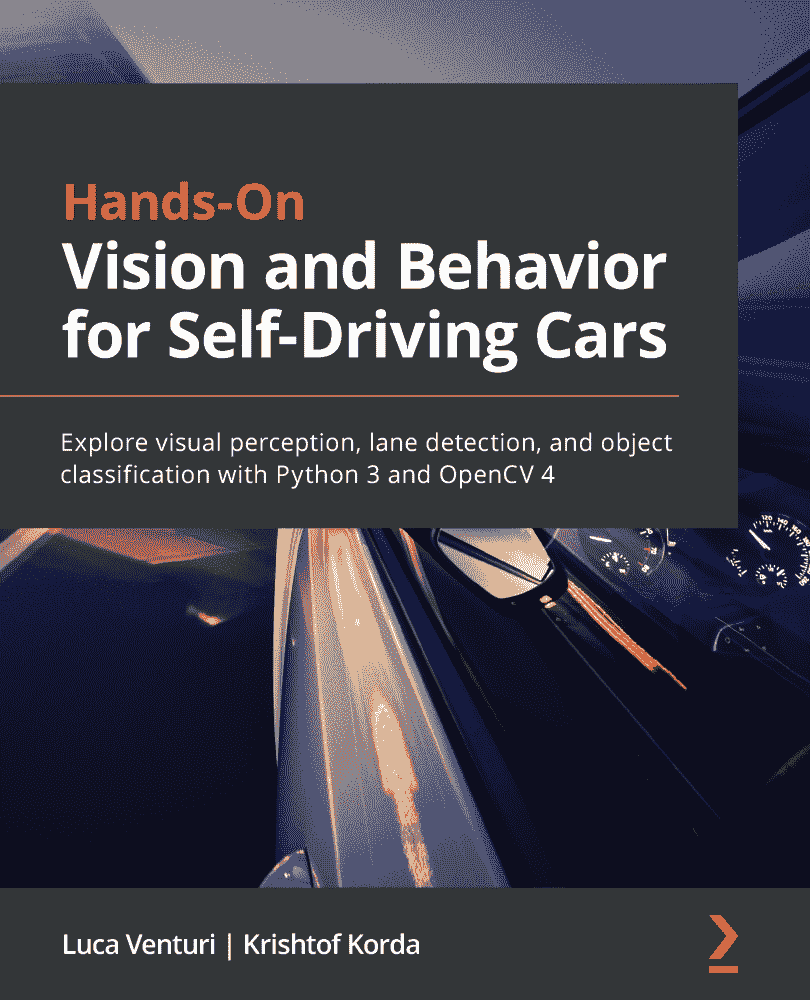 Hands-On
Vision and Behavior
for Self-Driving Cars
Explore visual perception, lane detection, and object
classification with Python 3 and OpenCV 4
Luca Venturi | Krishtof Korda